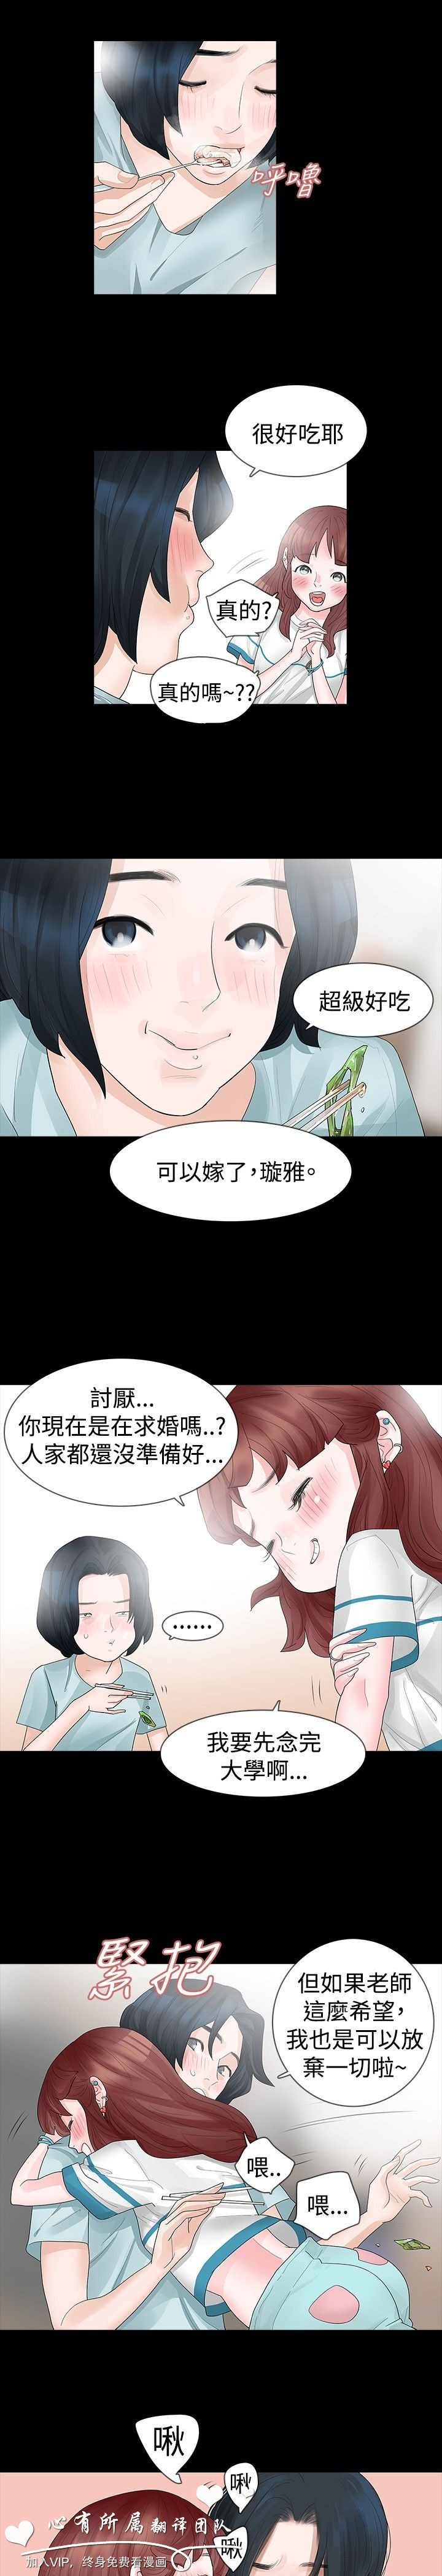 呼嚕
很好吃耶
真的?
真的嗎~??
超級好吃
可以嫁了,璇雅。
討厭...
你現在是在求婚嗎..?
人家都還沒準備好...
......
我要先念完
大學啊...
緊抱
但如果老師
這麼希望,
我也是可以放
棄一切啦~
喂..
喂...
啾
啾
啾
心有所属翻译团队
加入VIP, 终身免费看漫画